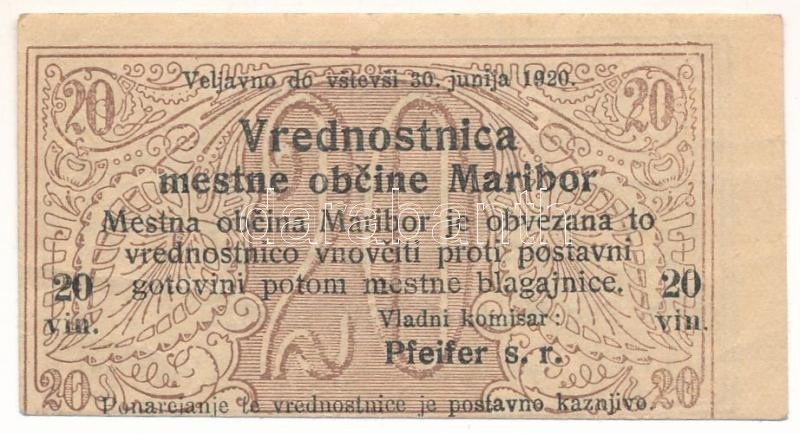 Veljavno do vštevši 30. junija 1920.
20 20
Vrednostnica
mestne občine Maribor
20
Mestna občina Maribor je obvezana to
vrednostnico vnovčiti proti postavni
gotovini potom mestne blagajnice.
20 20
vin. vin.
Vladni komisar:
Pfeifer s. r.
20 20
Ponarejanje te vrednostnice je postavno kaznjivo.
darabanth